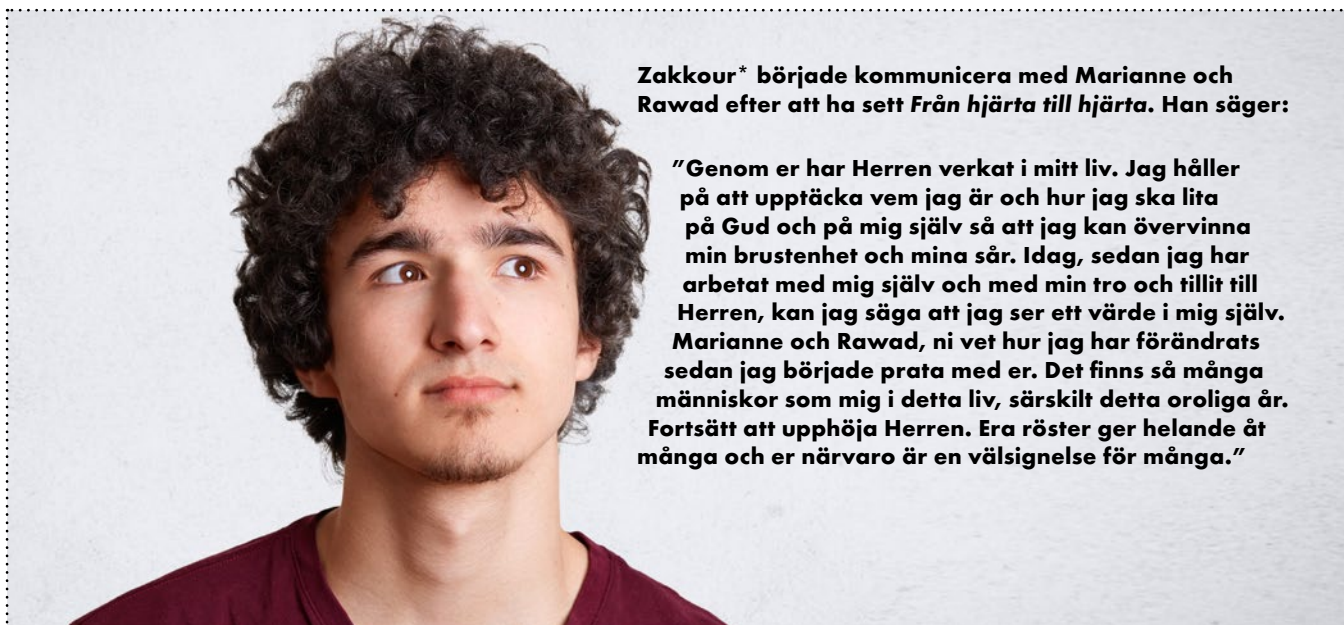 Zakkour* började kommunicera med Marianne och
Rawad efter att ha sett Från hjärta till hjärta. Han säger:
”Genom er har Herren verkat i mitt liv. Jag håller
på att upptäcka vem jag är och hur jag ska lita
på Gud och på mig själv så att jag kan övervinna
min brustenhet och mina sår. Idag, sedan jag har
arbetat med mig själv och med min tro och tillit till
Herren, kan jag säga att jag ser ett värde i mig själv.
Marianne och Rawad, ni vet hur jag har förändrats
sedan jag började prata med er. Det finns så många
människor som mig i detta liv, särskilt detta oroliga år.
Fortsätt att upphöja Herren. Era röster ger helande åt
många och er närvaro är en välsignelse för många.”